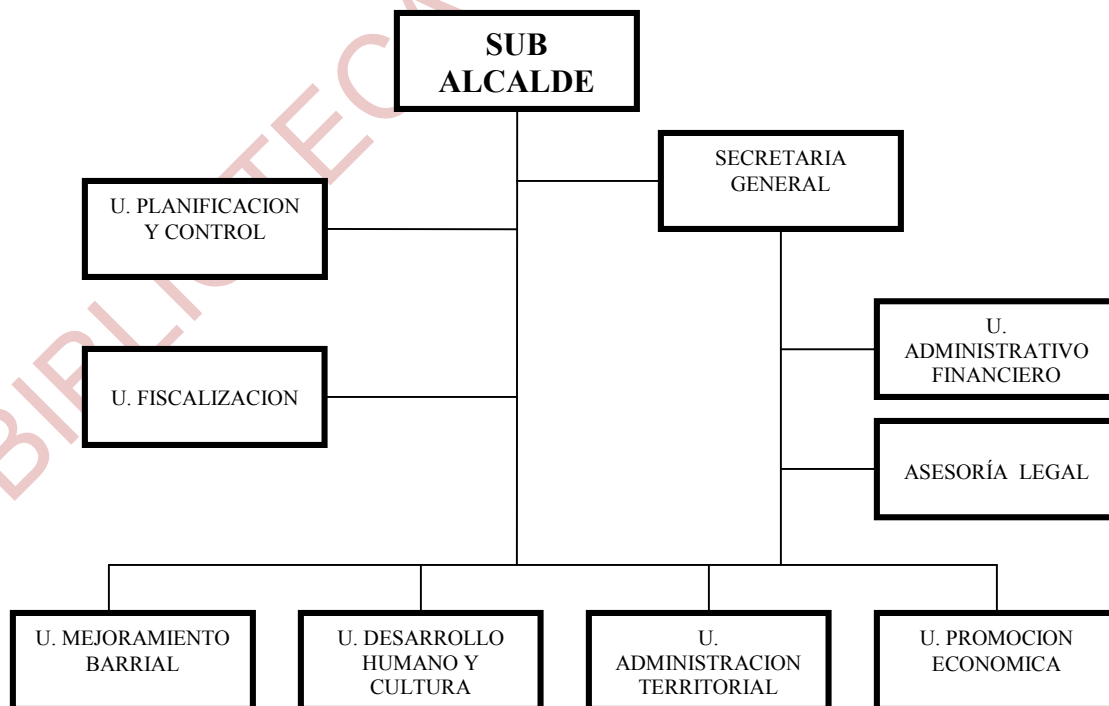 SUB
ALCALDE
SECRETARIA
GENERAL
U. PLANIFICACION
Y CONTROL
U.
ADMINISTRATIVO
FINANCIERO
U. FISCALIZACION
ASESORÍA LEGAL
U. MEJORAMIENTO
BARRIAL
U. DESARROLLO
HUMANO Y
CULTURA
U.
ADMINISTRACION
TERRITORIAL
U. PROMOCION
ECONOMICA
BIBLIOTECA